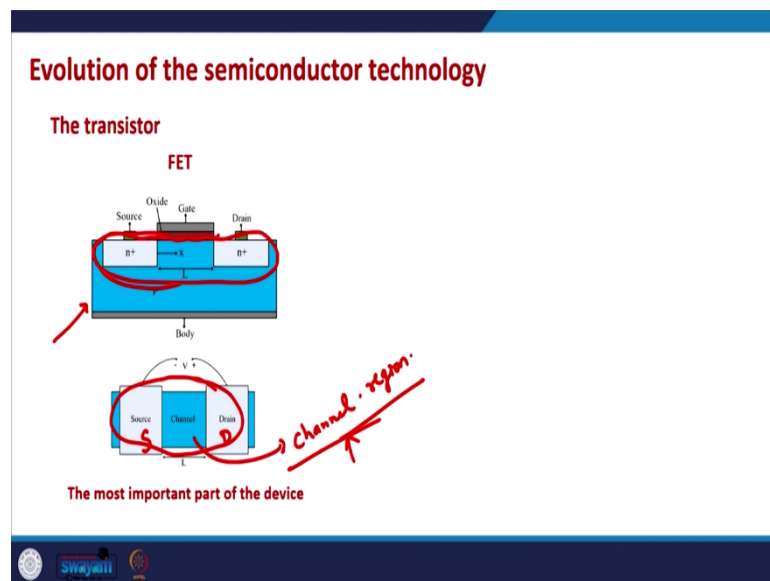 Evolution of the semiconductor technology
The transistor
FET
Oxide
Gate
Source
Drain
n+
x
n+
L
Body
- V +
Source
Channel
Drain
S
D
L
Channel region.
The most important part of the device
swayam